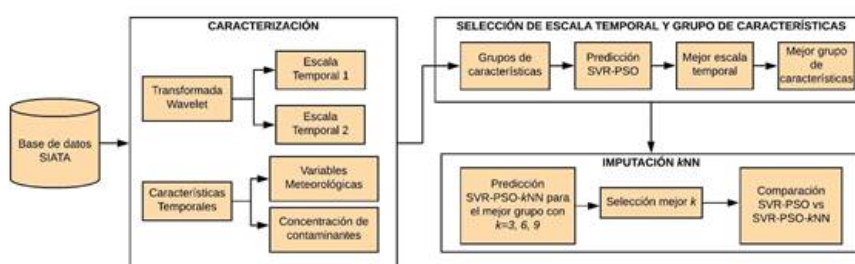 CARACTERIZACIÓN
Base de datos
SIATA
Transformada
Wavelet
Escala
Temporal 1
Escala
Temporal 2
Características
Temporales
Variables
Meteorológicas
Concentración de
contaminantes
SELECCIÓN DE ESCALA TEMPORAL Y GRUPO DE CARACTERÍSTICAS
Grupos de
características
Predicción
SVR-PSO
Mejor escala
temporal
Mejor grupo
de
características
IMPUTACIÓN kNN
Predicción
SVR-PSO-kNN para
el mejor grupo con
k=3, 6, 9
Selección mejor k
Comparación
SVR-PSO vs
SVR-PSO-kNN